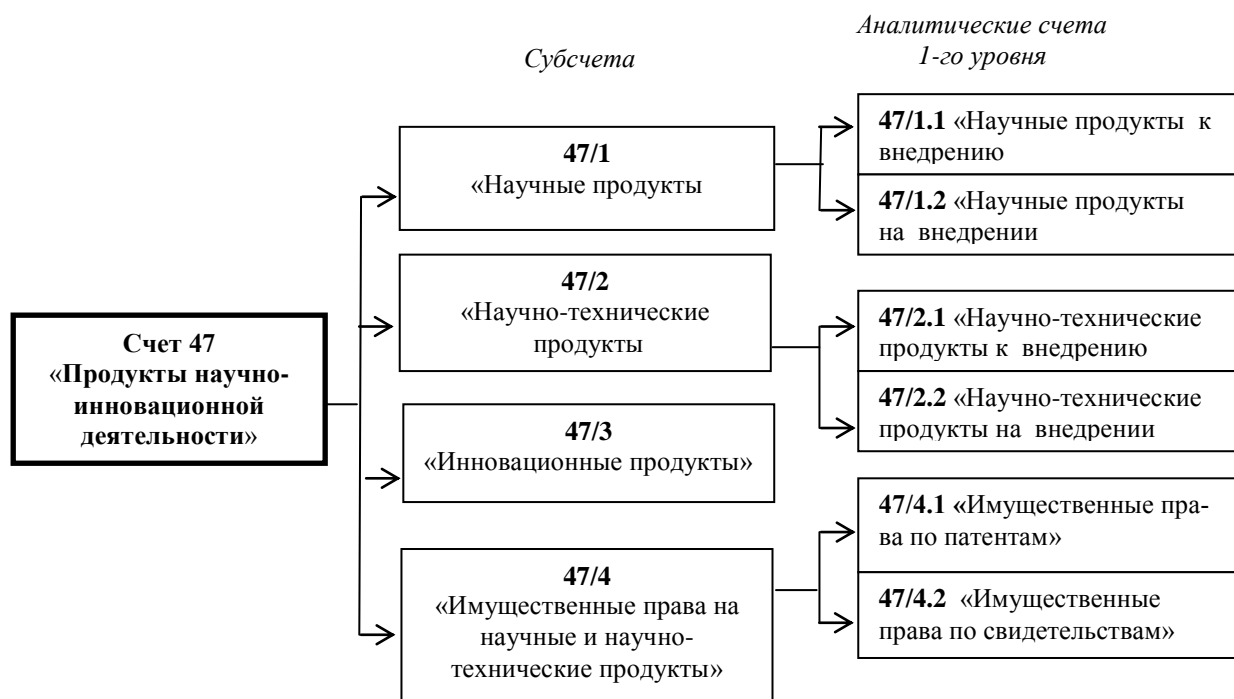 Субсчета
Аналитические счета
1-го уровня
Счет 47
«Продукты научно-
инновационной
деятельности»
47/1
«Научные продукты
47/1.1 «Научные продукты к
внедрению
47/1.2 «Научные продукты
на внедрении
47/2
«Научно-технические
продукты
47/2.1 «Научно-технические
продукты к внедрению
47/2.2 «Научно-технические
продукты на внедрении
47/3
«Инновационные продукты»
47/4
«Имущественные права на
научные и научно-
технические продукты»
47/4.1 «Имущественные пра-
ва по патентам»
47/4.2 «Имущественные
права по свидетельствам»